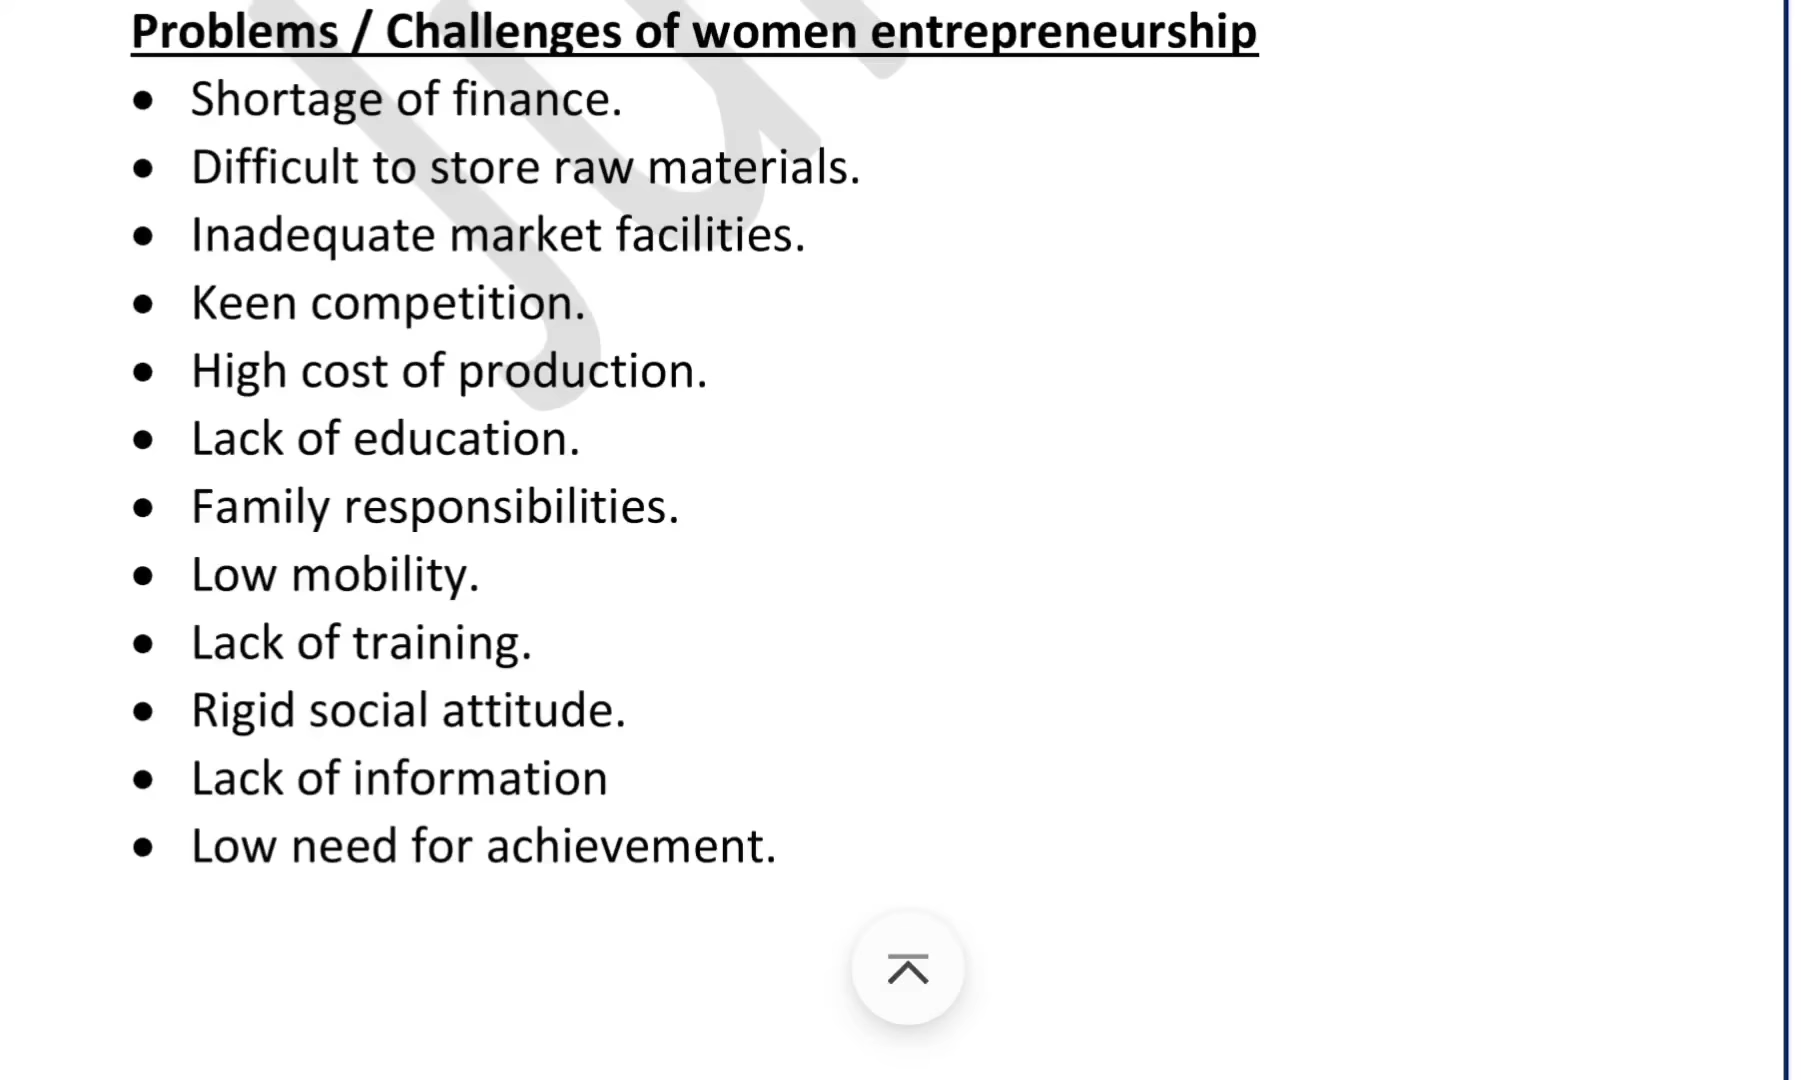 Problems / Challenges of women entrepreneurship
• Shortage of finance.
• Difficult to store raw materials.
• Inadequate market facilities.
• Keen competition.
• High cost of production.
• Lack of education.
• Family responsibilities.
• Low mobility.
• Lack of training.
• Rigid social attitude.
• Lack of information
• Low need for achievement.